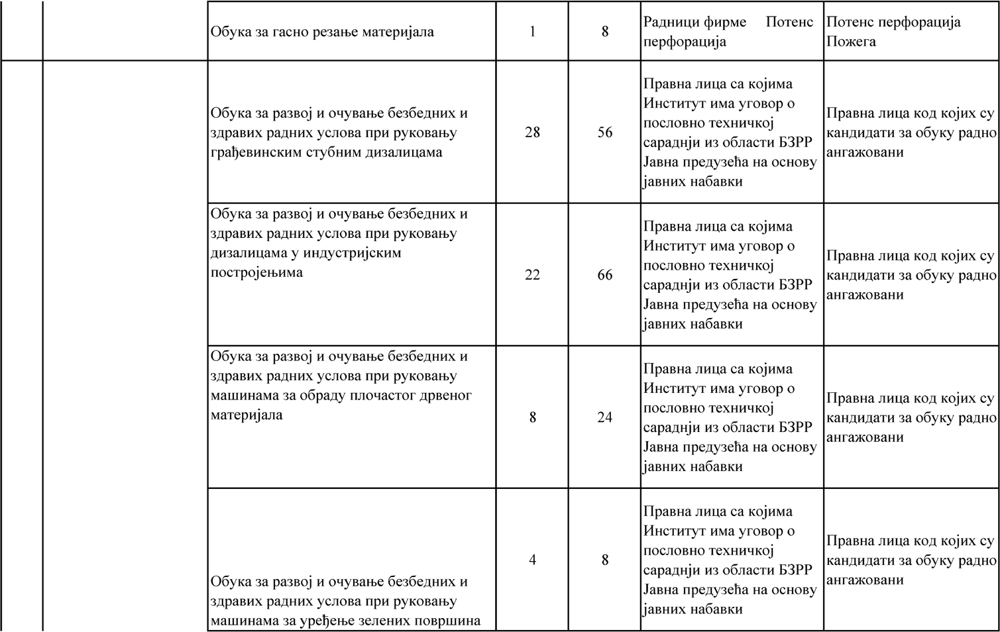 Обука за гасно резање материјала
1
8
Радници фирме Потенс
перфорација
Потенс перфорација
Пожега
Обука за развој и очување безбедних и
здравих радних услова при руковању
грађевинским стубним дизалицама
28
56
Правна лица са којима
Институт има уговор о
пословно техничкој
сараднји из области БЗРР
Јавна предузећа на основу
јавних набавки
Правна лица код којих су
кандидати за обуку радно
ангажовани
Обука за развој и очување безбедних и
здравих радних услова при руковању
дизалицама у индустријским
постројењима
22
66
Правна лица са којима
Институт има уговор о
пословно техничкој
сараднји из области БЗРР
Јавна предузећа на основу
јавних набавки
Правна лица код којих су
кандидати за обуку радно
ангажовани
Обука за развој и очување безбедних и
здравих радних услова при руковању
машинама за обраду плочастог дрвеног
материјала
8
24
Правна лица са којима
Институт има уговор о
пословно техничкој
сараднји из области БЗРР
Јавна предузећа на основу
јавних набавки
Правна лица код којих су
кандидати за обуку радно
ангажовани
Обука за развој и очување безбедних и
здравих радних услова при руковању
машинама за уређење зелених површина
4
8
Правна лица са којима
Институт има уговор о
пословно техничкој
сараднји из области БЗРР
Јавна предузећа на основу
јавних набавки
Правна лица код којих су
кандидати за обуку радно
ангажовани